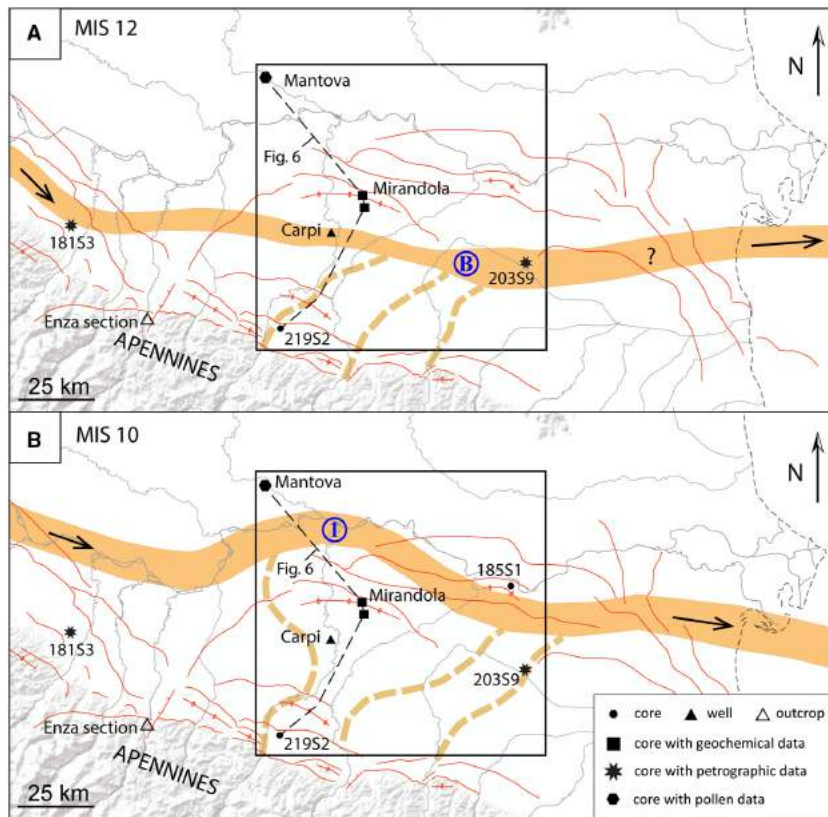 A
MIS 12
N
Mantova
Fig. 6
Mirandola
Carpi
181S3
B
203S9
?
Enza section
219S2
APENNINES
25 km
B
MIS 10
N
Mantova
1
185S1
Fig. 6
Mirandola
181S3
Carpi
203S9
Enza section
219S2
APENNINES
25 km
core well outcrop
core with geochemical data
core with petrographic data
core with pollen data